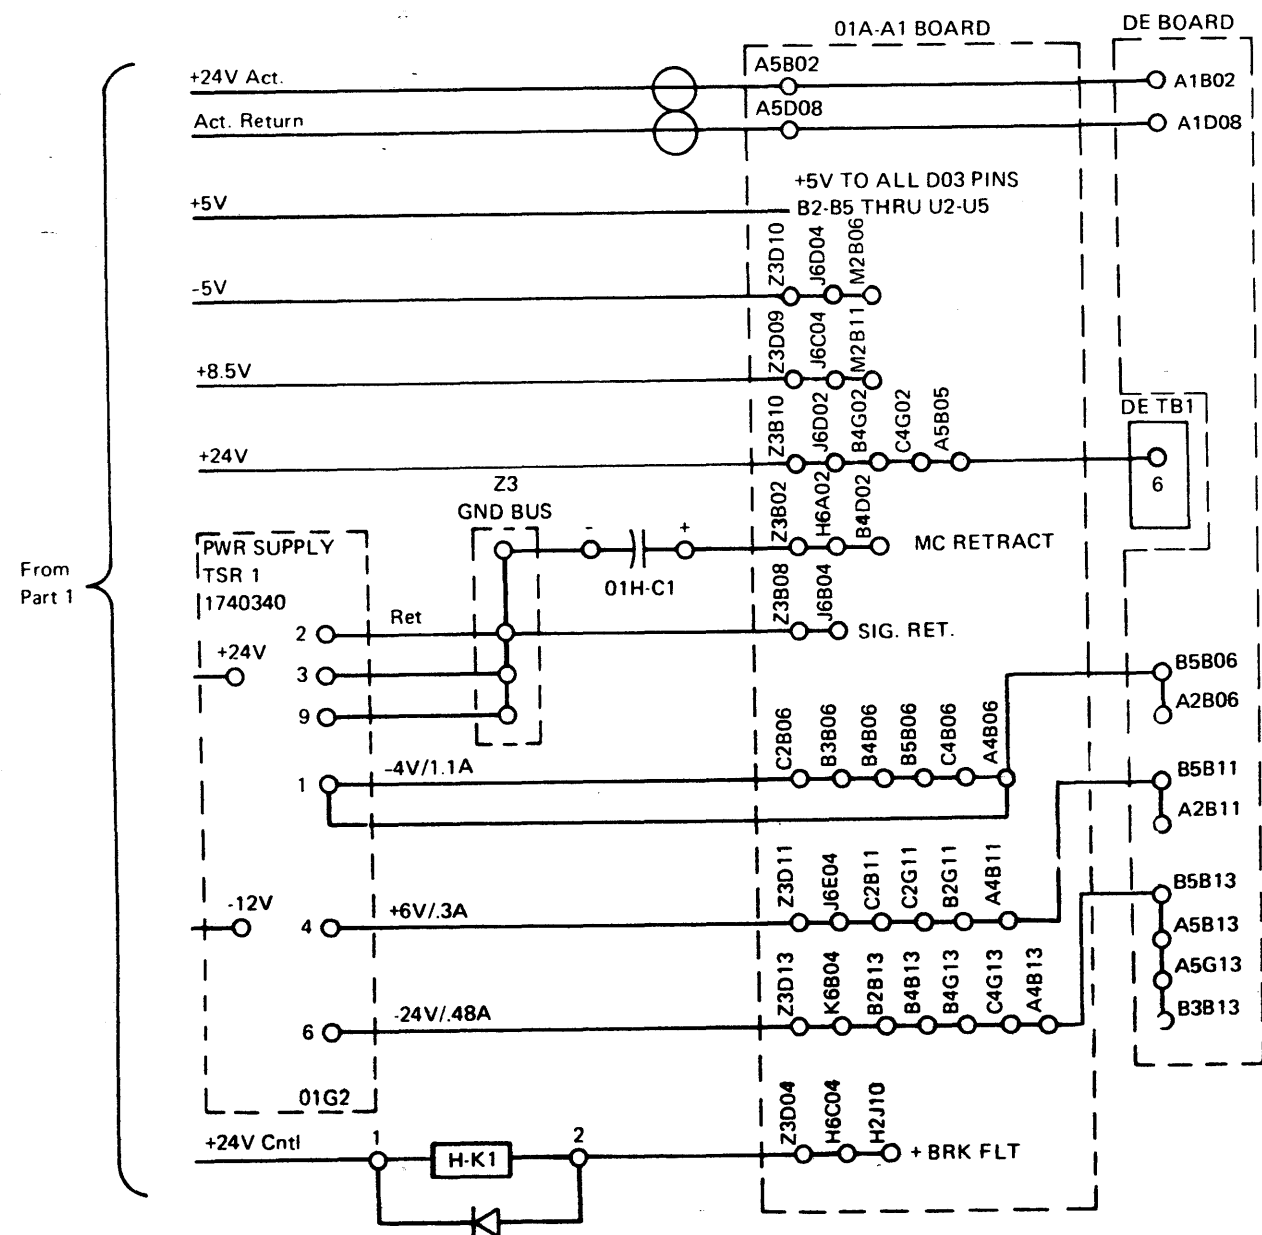 01A-A1 BOARD
DE BOARD
+24V Act.
A5B02
A1B02
Act. Return
A5D08
A1D08
+5V
+5V TO ALL D03 PINS
B2-B5 THRU U2-U5
-5V
Z3D10
J6D04
M2B06
+8.5V
Z3D09
J6C04
M2B11
+24V
Z3B10
J6D02
B4G02
C4G02
A5B05
DE TB1
6
Z3
GND BUS
-
+
01H-C1
Z3B02
H6A02
B4D02
MC RETRACT
From
Part 1
PWR SUPPLY
TSR 1
1740340
2
Ret
Z3B08
J6B04
SIG. RET.
+24V
3
9
B5B06
A2B06
1
-4V/1.1A
C2B06
B3B06
B4B06
B5B06
C4B06
A4B06
B5B11
A2B11
-12V
4
+6V/.3A
Z3D11
J6E04
C2B11
C2G11
B2G11
A4B11
B5B13
A5B13
A5G13
B3B13
6
-24V/.48A
Z3D13
K6B04
B2B13
B4B13
B4G13
C4G13
A4B13
01G2
+24V Cntl
1
H-K1
2
Z3D04
H6C04
H2J10
+ BRK FLT